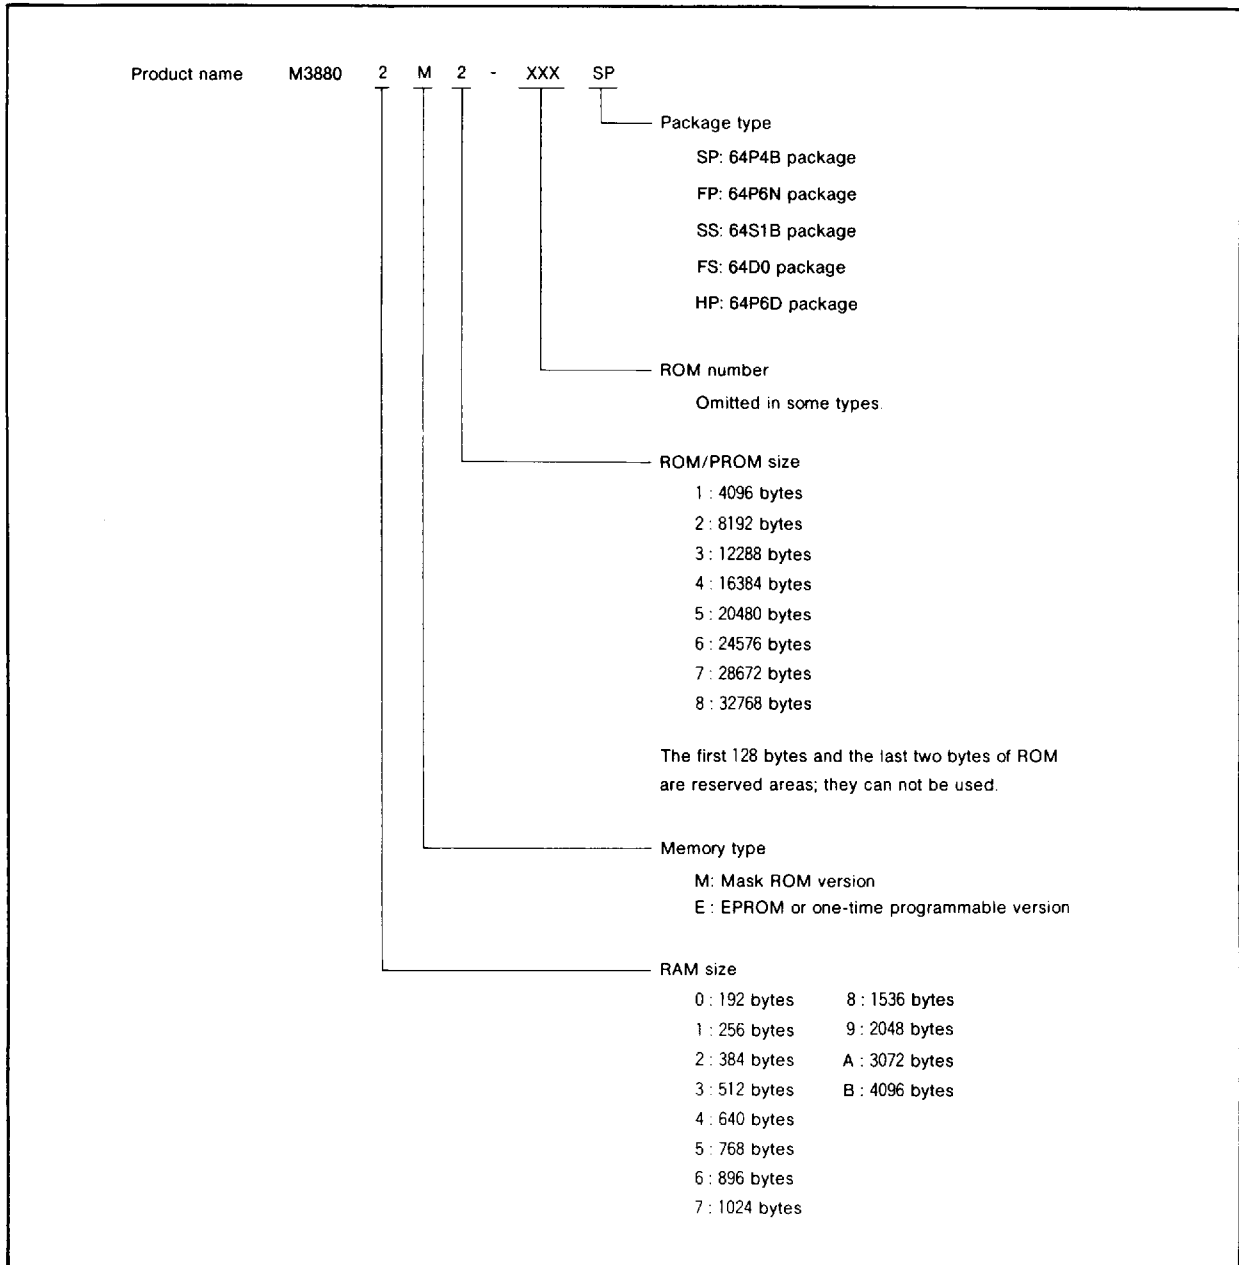 Product name M3880 2 M 2 - XXX SP
Package type
SP: 64P4B package
FP: 64P6N package
SS: 64S1B package
FS: 64D0 package
HP: 64P6D package
ROM number
Omitted in some types.
ROM/PROM size
1 : 4096 bytes
2 : 8192 bytes
3 : 12288 bytes
4 : 16384 bytes
5 : 20480 bytes
6 : 24576 bytes
7 : 28672 bytes
8 : 32768 bytes
The first 128 bytes and the last two bytes of ROM
are reserved areas; they can not be used.
Memory type
M: Mask ROM version
E : EPROM or one-time programmable version
RAM size
0 : 192 bytes 8 : 1536 bytes
1 : 256 bytes 9 : 2048 bytes
2 : 384 bytes A : 3072 bytes
3 : 512 bytes B : 4096 bytes
4 : 640 bytes
5 : 768 bytes
6 : 896 bytes
7 : 1024 bytes